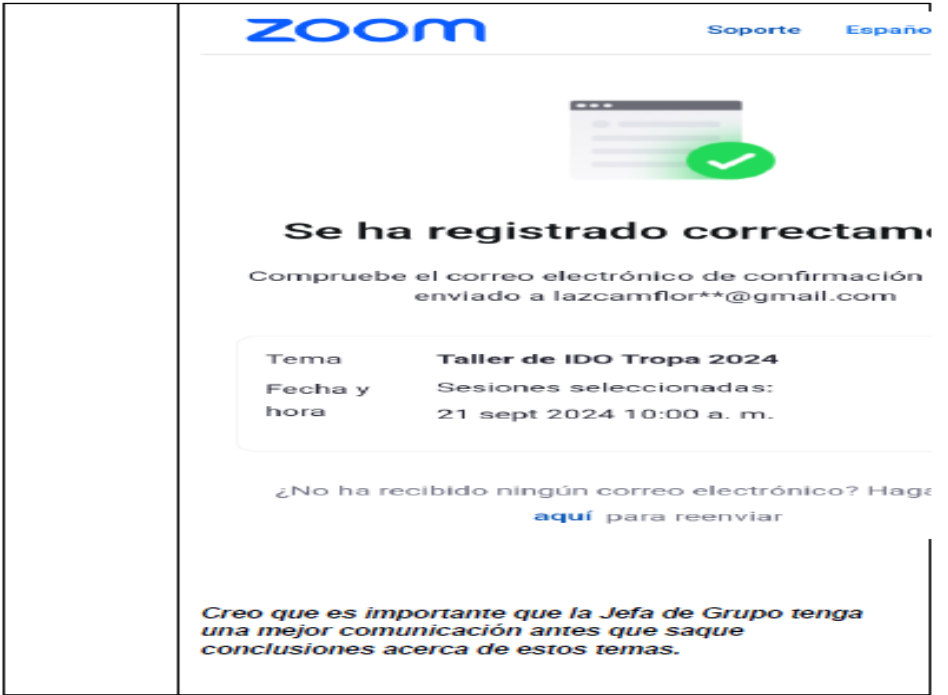 zoom
Soporte Españo
Se ha registrado correctam
Compruebe el correo electrónico de confirmación
enviado a lazcamflor**@gmail.com
Tema Taller de IDO Tropa 2024
Fecha y Sesiones seleccionadas:
hora 21 sept 2024 10:00 a. m.
¿No ha recibido ningún correo electrónico? Haga
aquí para reenviar
Creo que es importante que la Jefa de Grupo tenga
una mejor comunicación antes que saque
conclusiones acerca de estos temas.